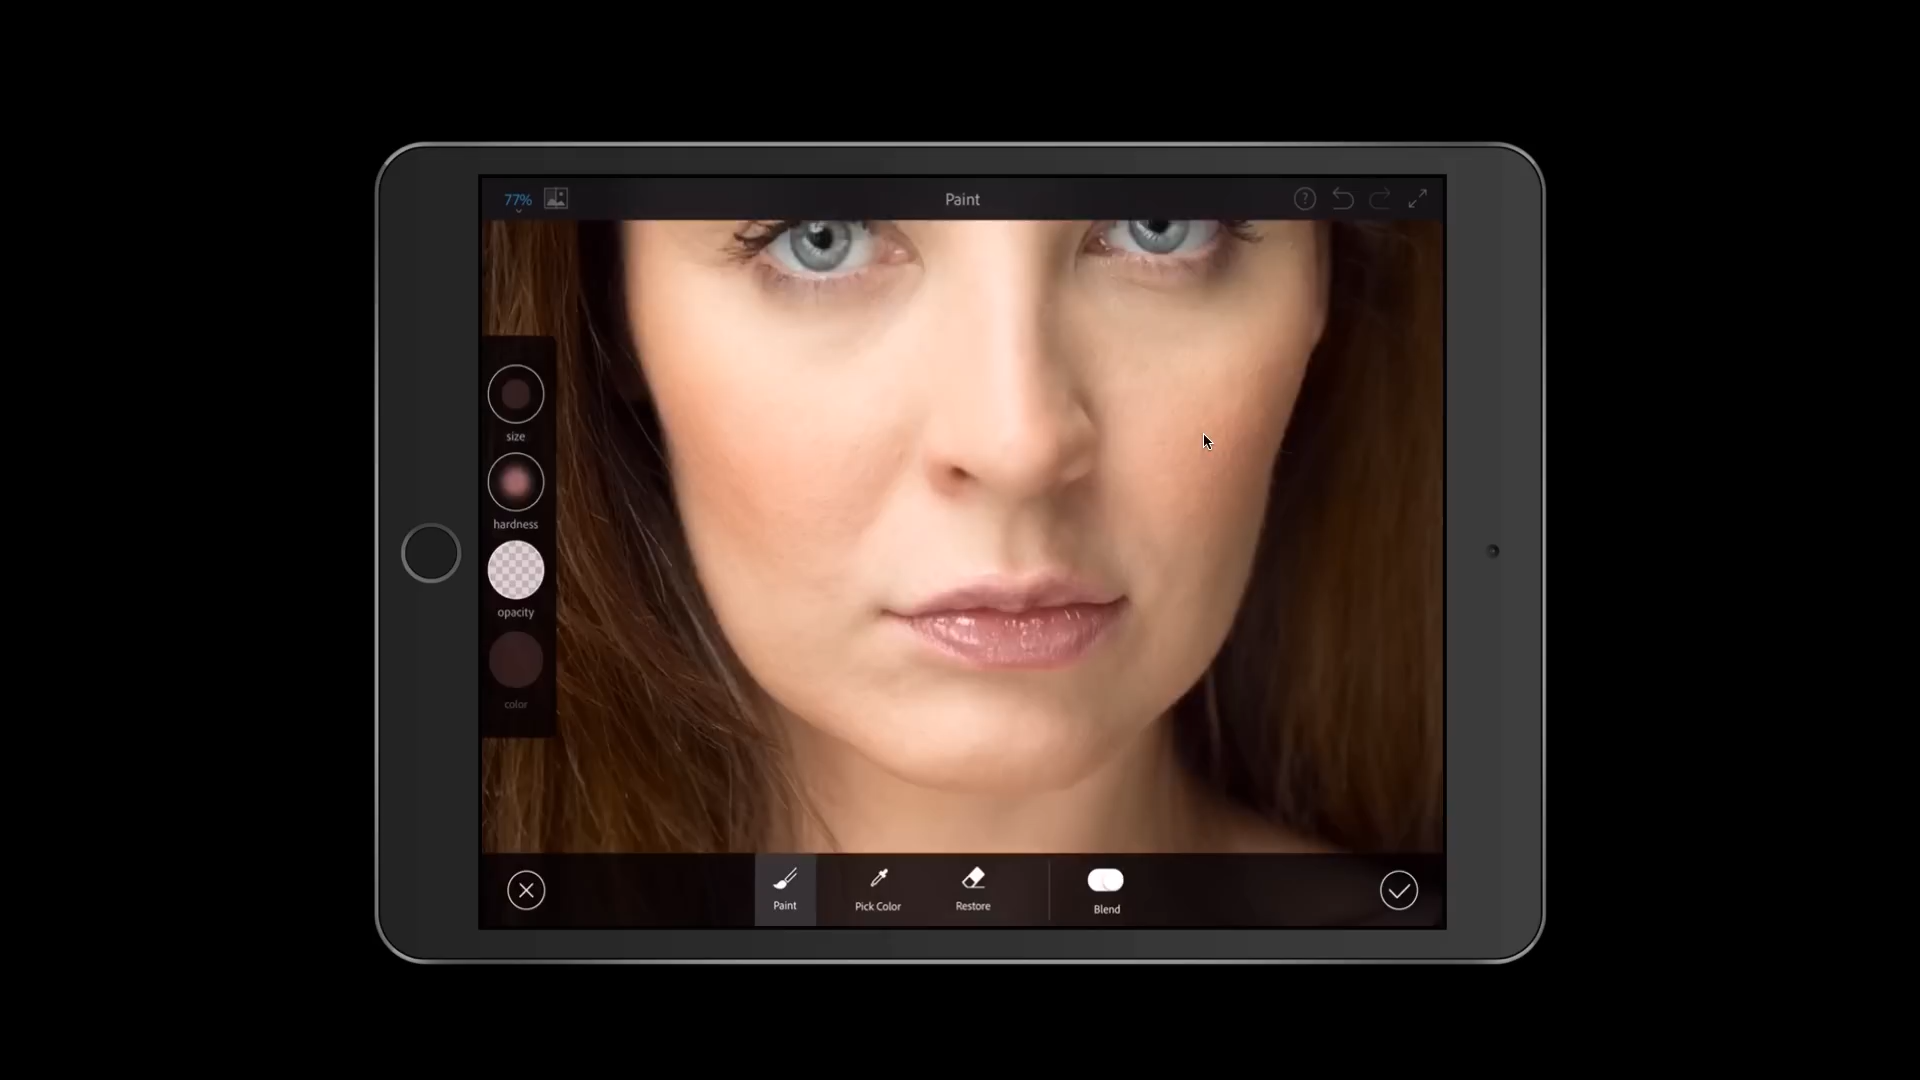 77%
Paint
?
size
hardness
opacity
color
Paint
Pick Color
Restore
Blend